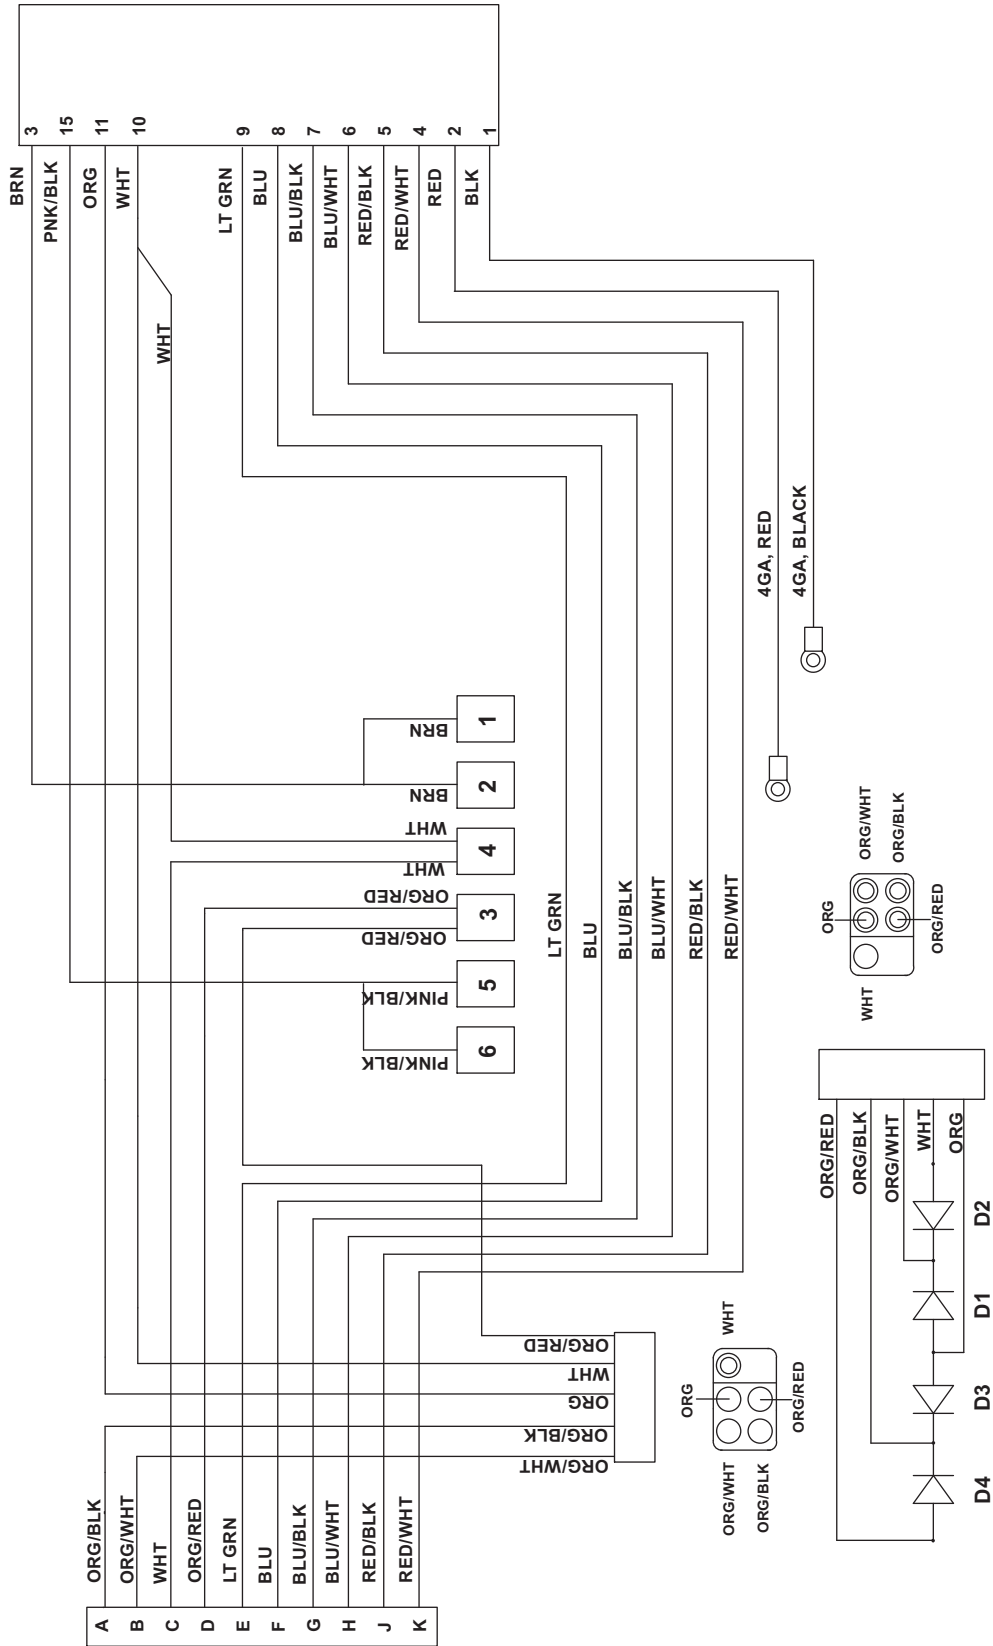 3
15
11
10
9
8
7
6
5
4
2
1
BRN
PNK/BLK
ORG
WHT
LT GRN
BLU
BLU/BLK
BLU/WHT
RED/BLK
RED/WHT
RED
BLK
WHT
4GA, RED
4GA, BLACK
BRN
1
BRN
2
WHT
4
WHT
ORG/RED
3
ORG/RED
PINK/BLK
5
PINK/BLK
6
LT GRN
BLU
BLU/BLK
BLU/WHT
RED/BLK
RED/WHT
ORG
ORG/WHT
ORG/BLK
WHT
ORG/RED
ORG/RED
ORG/BLK
ORG/WHT
WHT
ORG
D2
D1
D3
D4
ORG/RED
WHT
ORG
ORG/BLK
ORG/WHT
WHT
ORG
ORG/RED
ORG/WHT
ORG/BLK
ORG/BLK
ORG/WHT
WHT
ORG/RED
LT GRN
BLU
BLU/BLK
BLU/WHT
RED/BLK
RED/WHT
A
B
C
D
E
F
G
H
J
K